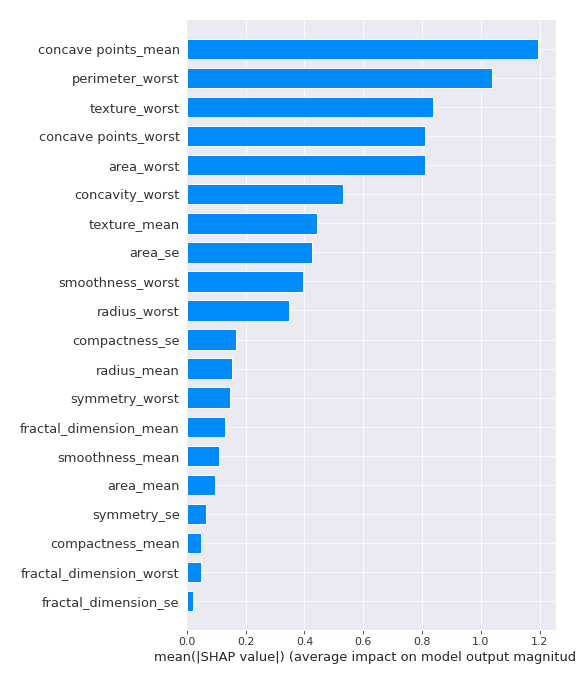 concave points_mean
perimeter_worst
texture_worst
concave points_worst
area_worst
concavity_worst
texture_mean
area_se
smoothness_worst
radius_worst
compactness_se
radius_mean
symmetry_worst
fractal_dimension_mean
smoothness_mean
area_mean
symmetry_se
compactness_mean
fractal_dimension_worst
fractal_dimension_se
0.0 0.2 0.4 0.6 0.8 1.0 1.2
mean(|SHAP value|) (average impact on model output magnitud